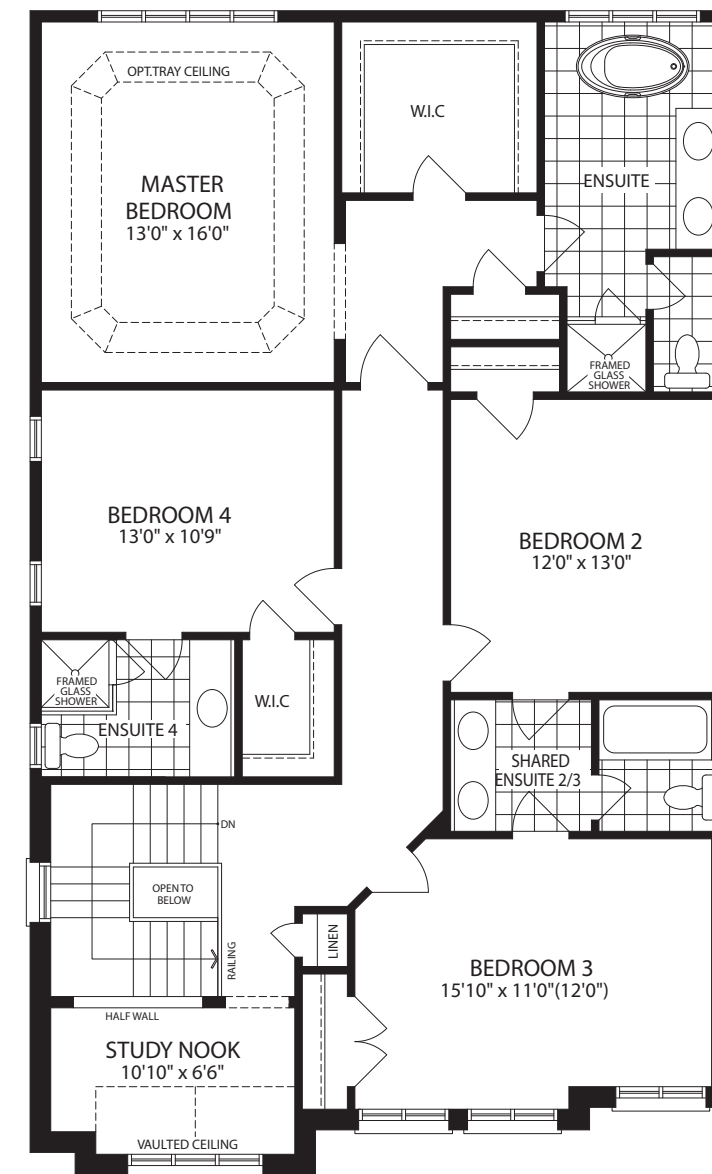 OPT.TRAY CEILING
MASTER
BEDROOM
13'0" x 16'0"
W.I.C
ENSUITE
FRAMED
GLASS
SHOWER
BEDROOM 4
13'0" x 10'9"
BEDROOM 2
12'0" x 13'0"
FRAMED
GLASS
SHOWER
ENSUITE 4
W.I.C
SHARED
ENSUITE 2/3
DN
OPEN TO
BELOW
RAILING
LINEN
BEDROOM 3
15'10" x 11'0"(12'0")
HALF WALL
STUDY NOOK
10'10" x 6'6"
VAULTED CEILING